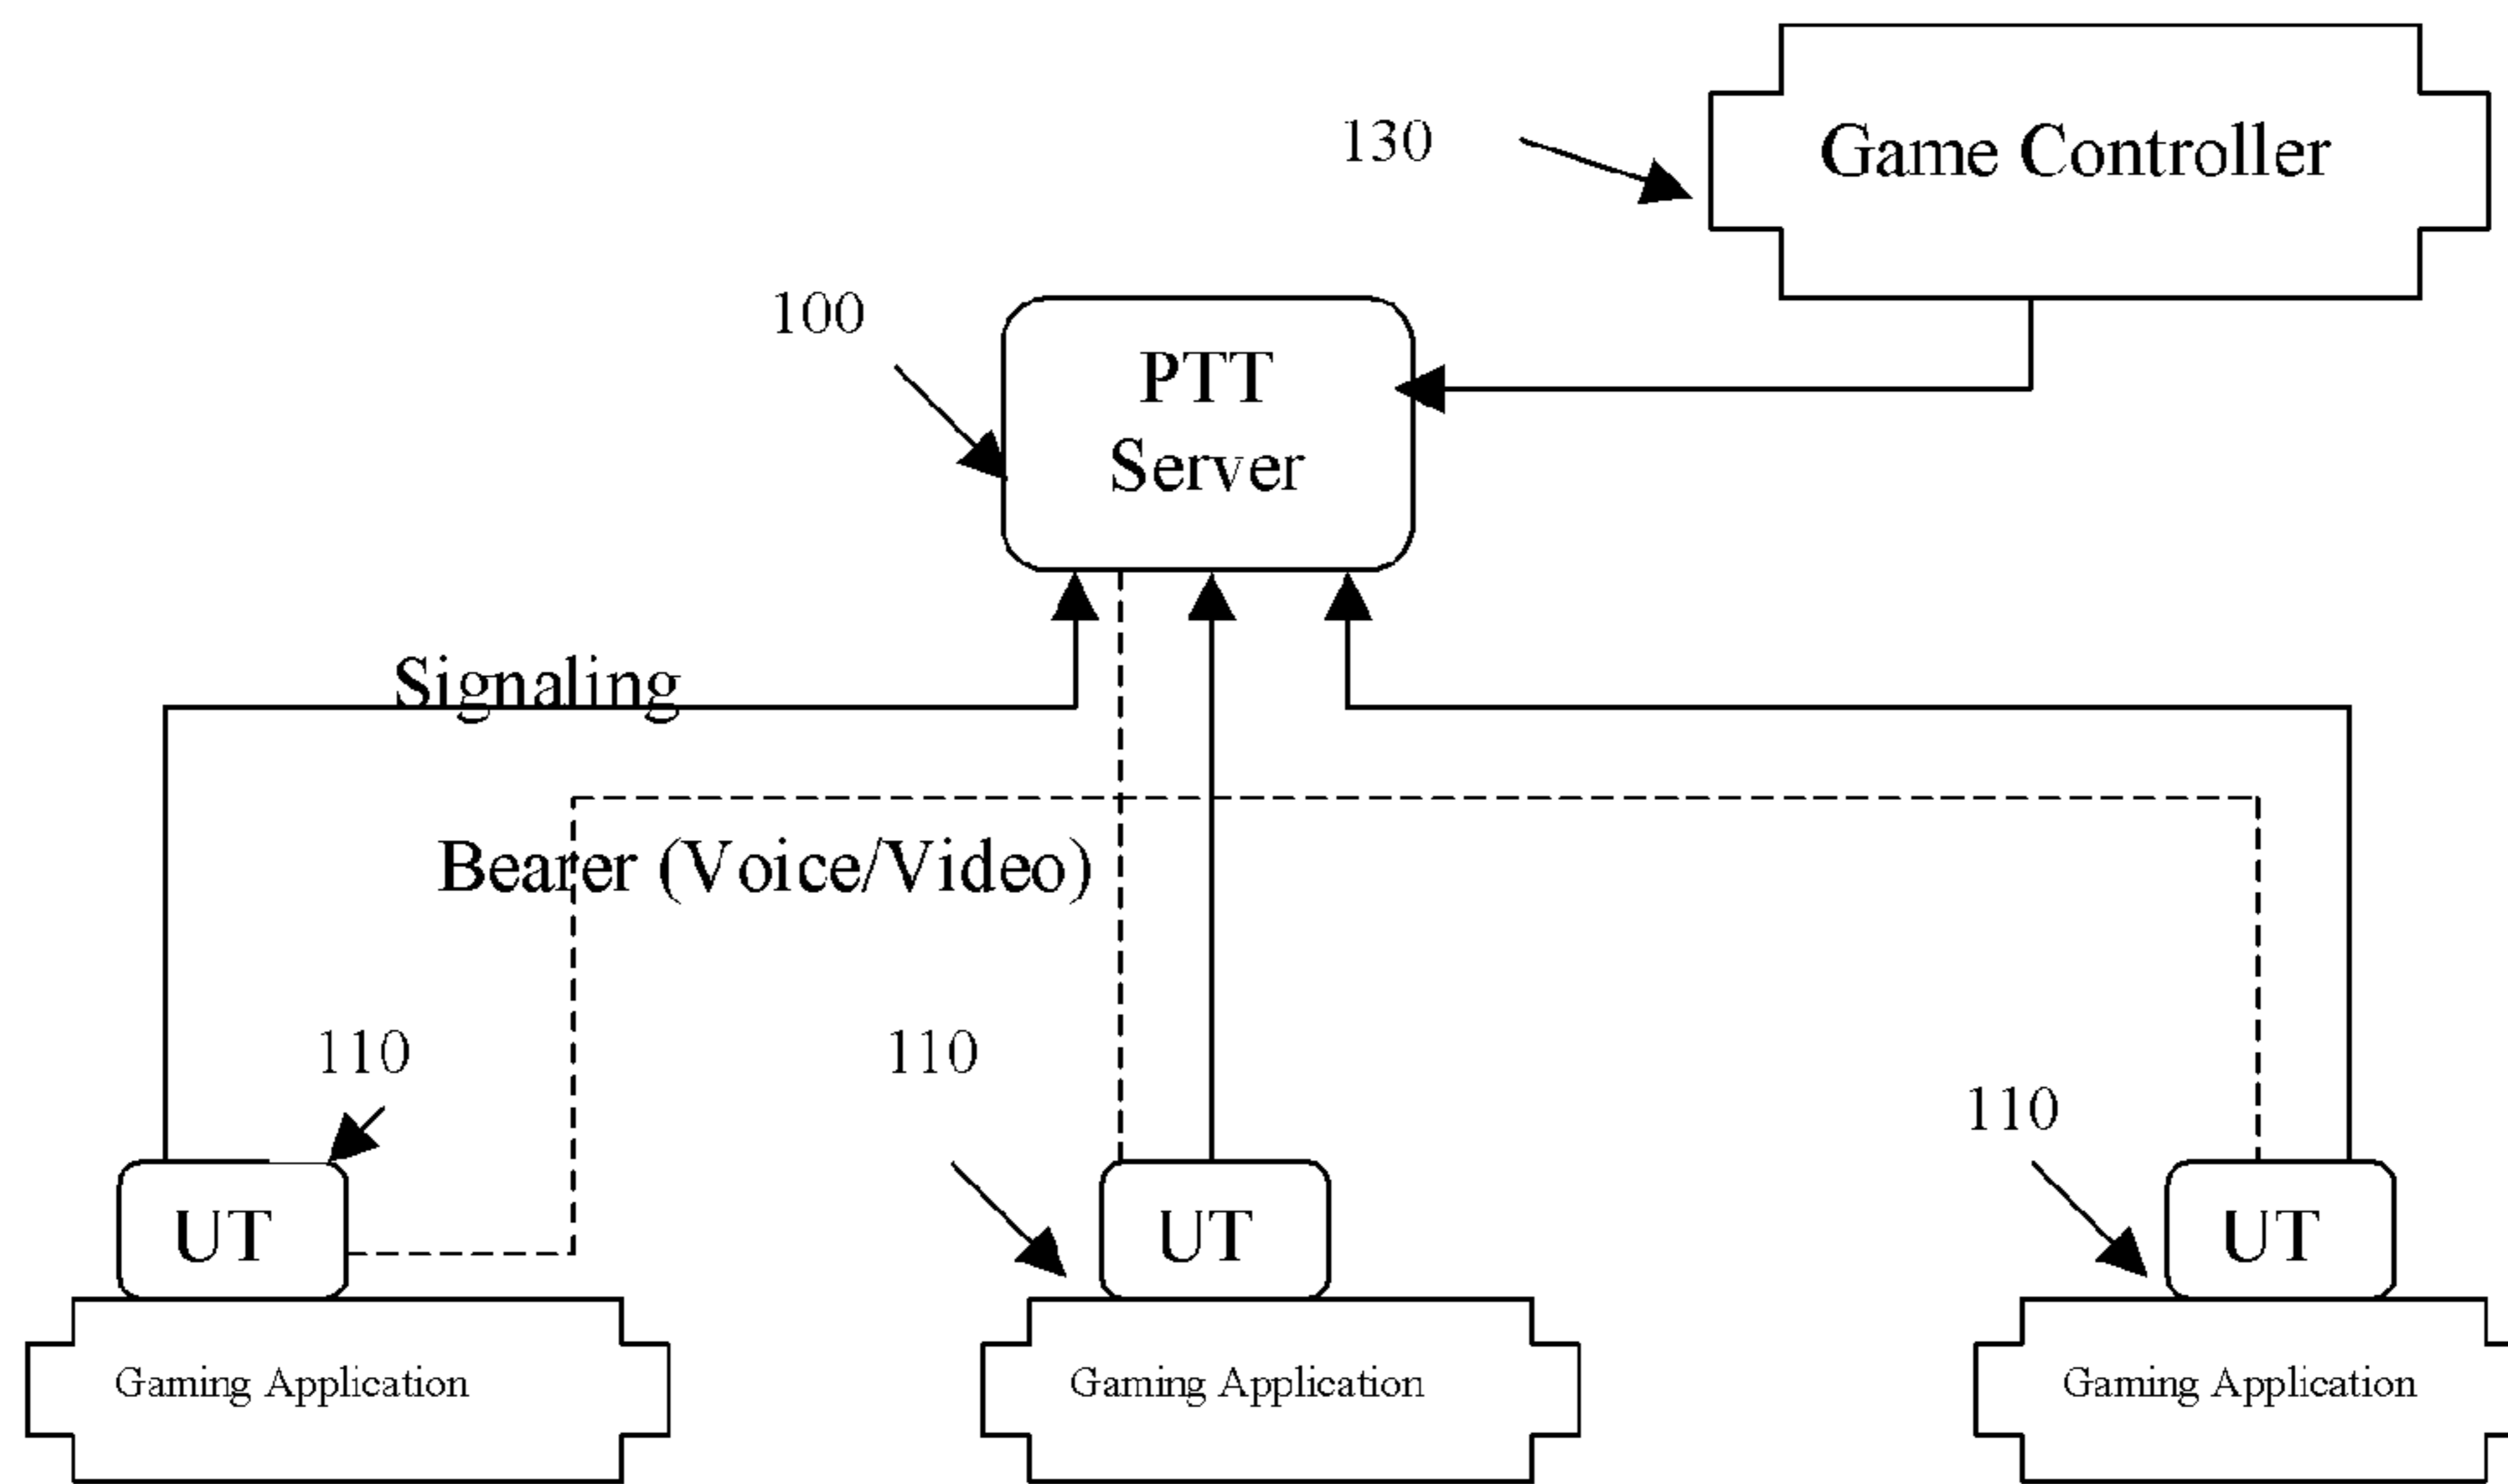 130
Game Controller
100
PTT
Server
Signaling
Bearer (Voice/Video)
110
110
110
UT
UT
UT
Gaming Application
Gaming Application
Gaming Application